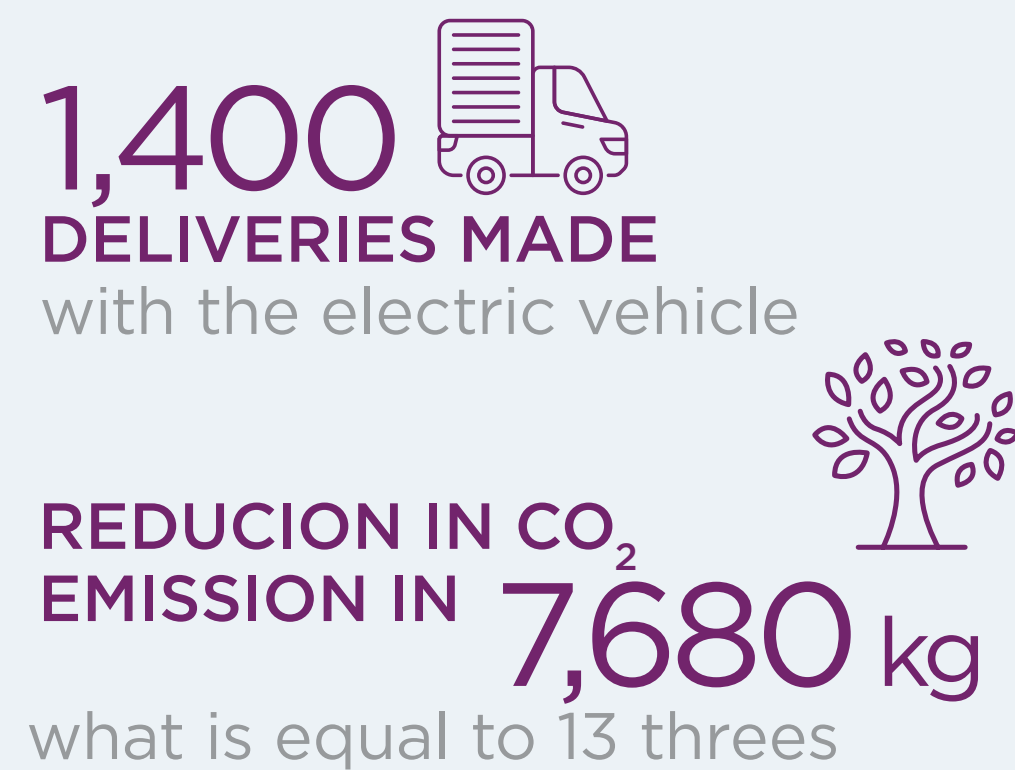 1,400
DELIVERIES MADE
with the electric vehicle
REDUCION IN CO₂
EMISSION IN 7,680 kg
what is equal to 13 threes